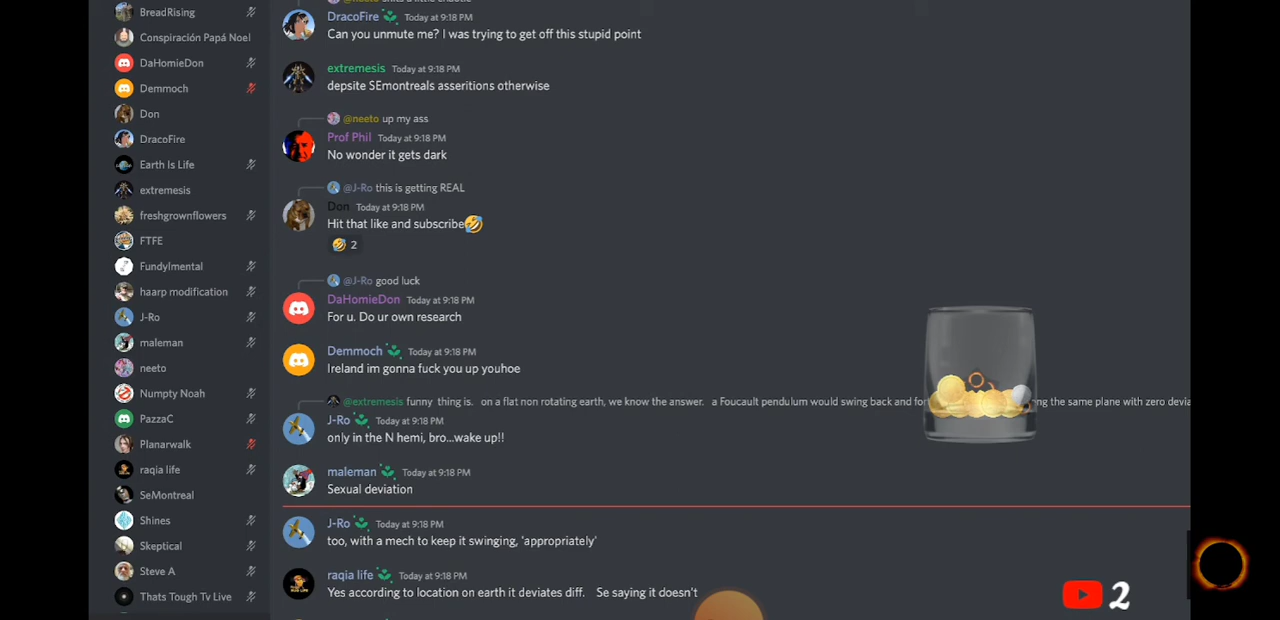 BreadRising
Conspiración Papá Noel
DaHomieDon
Demmoch
Don
DracoFire
Earth Is Life
extremesis
freshgrownflowers
FTFE
Fundylmental
haarp modification
J-Ro
maleman
neeto
Numpty Noah
PazzaC
Planarwalk
raqia life
SeMontreal
Shines
Skeptical
Steve A
Thats Tough Tv Live
DracoFire Today at 9:18 PM
Can you unmute me? I was trying to get off this stupid point
extremesis Today at 9:18 PM
depsite SEmontreals asseritions otherwise
@neeto up my ass
Prof Phil Today at 9:18 PM
No wonder it gets dark
@J-Ro this is getting REAL
Don Today at 9:18 PM
Hit that like and subscribe🤣
🤣 2
@J-Ro good luck
DaHomieDon Today at 9:18 PM
For u. Do ur own research
Demmoch Today at 9:18 PM
Ireland im gonna fuck you up youhoe
@extremesis funny thing is. on a flat non rotating earth, we know the answer. a Foucault pendulum would swing back and the same plane with zero
J-Ro Today at 9:18 PM
only in the N hemi, bro...wake up!!
maleman Today at 9:18 PM
Sexual deviation
J-Ro Today at 9:18 PM
too, with a mech to keep it swinging, 'appropriately'
raqia life Today at 9:18 PM
Yes according to location on earth it deviates diff. Se saying it doesn't
2